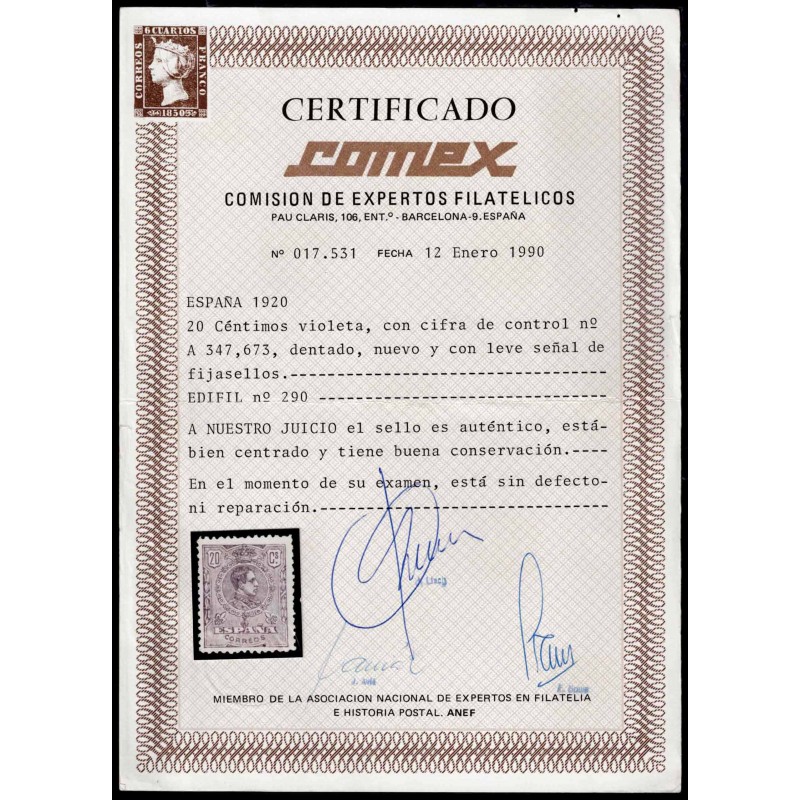 6 CUARTOS
CORREOS
FRANCO
1850
CERTIFICADO
comex
COMISION DE EXPERTOS FILATELICOS
PAU CLARIS, 106, ENT.º - BARCELONA-9. ESPAÑA
Nº 017.531 FECHA 12 Enero 1990
ESPAÑA 1920
20 Céntimos violeta, con cifra de control nº
A 347,673, dentado, nuevo y con leve señal de
fijasellos.-----------------------------------
EDIFIL nº 290 --------------------------------
A NUESTRO JUICIO el sello es auténtico, está-
bien centrado y tiene buena conservación.----
En el momento de su examen, está sin defecto-
ni reparación.--------------------------------
20 Cs
ESPAÑA
CORREOS
MIEMBRO DE LA ASOCIACION NACIONAL DE EXPERTOS EN FILATELIA
E HISTORIA POSTAL. ANEF